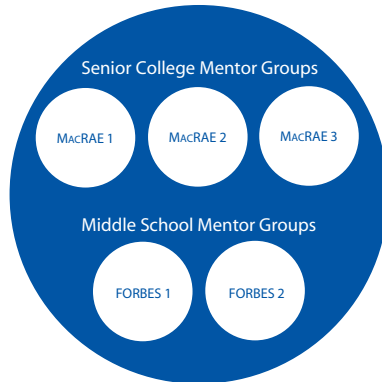 Senior College Mentor Groups
MacRAE 1
MacRAE 2
MacRAE 3
Middle School Mentor Groups
FORBES 1
FORBES 2